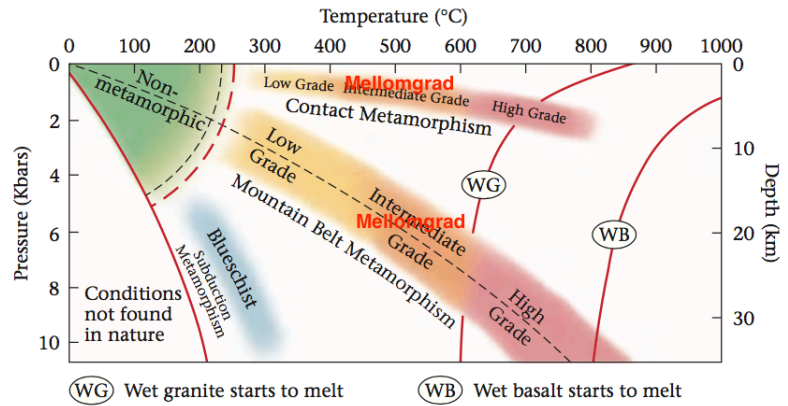 Temperature (°C)
0 100 200 300 400 500 600 700 800 900 1000
0
2
4
6
8
10
Pressure (Kbars)
0
10
20
30
Depth (km)
Non-
metamorphic
Low Grade
Mellomgrad
Intermediate Grade
High Grade
Contact Metamorphism
Low
Grade
Intermediate
Mellomgrad
Grade
High
Grade
Mountain Belt Metamorphism
Blueschist
Subduction
Metamorphism
Conditions
not found
in nature
WG
WB
WG Wet granite starts to melt
WB Wet basalt starts to melt